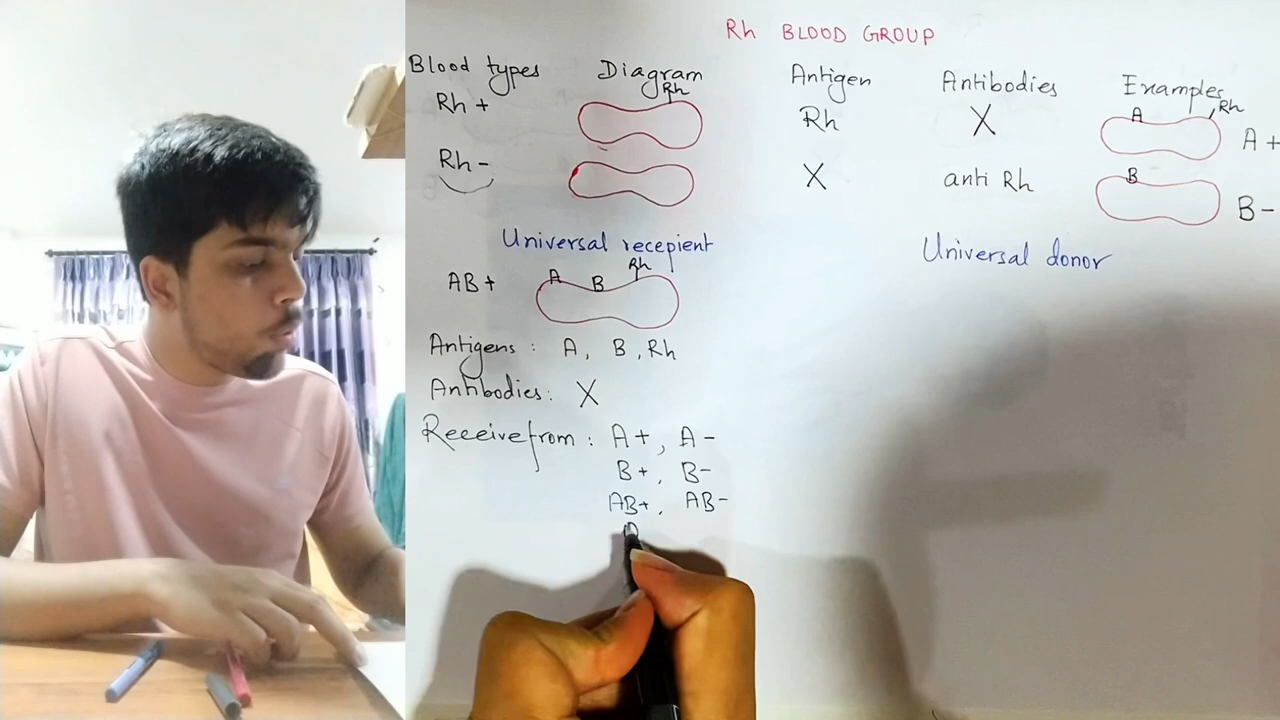 Rh BLOOD GROUP
Blood types Diagram Antigen Antibodies Examples
Rh + Rh Rh X A Rh A +
Rh - X anti Rh B B -
Universal recepient Universal donor
AB+ A B Rh
Antigens : A, B, Rh
Antibodies: X
Receive from : A+, A-
B+, B-
AB+, AB-